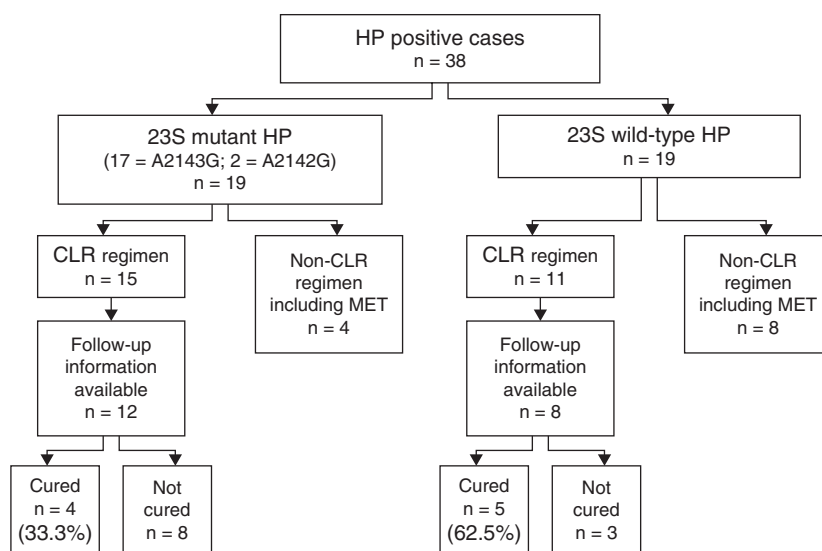 HP positive cases
n = 38
23S mutant HP
(17 = A2143G; 2 = A2142G)
n = 19
23S wild-type HP
n = 19
CLR regimen
n = 15
Non-CLR
regimen
including MET
n = 4
CLR regimen
n = 11
Non-CLR
regimen
including MET
n = 8
Follow-up
information
available
n = 12
Follow-up
information
available
n = 8
Cured
n = 4
(33.3%)
Not
cured
n = 8
Cured
n = 5
(62.5%)
Not
cured
n = 3